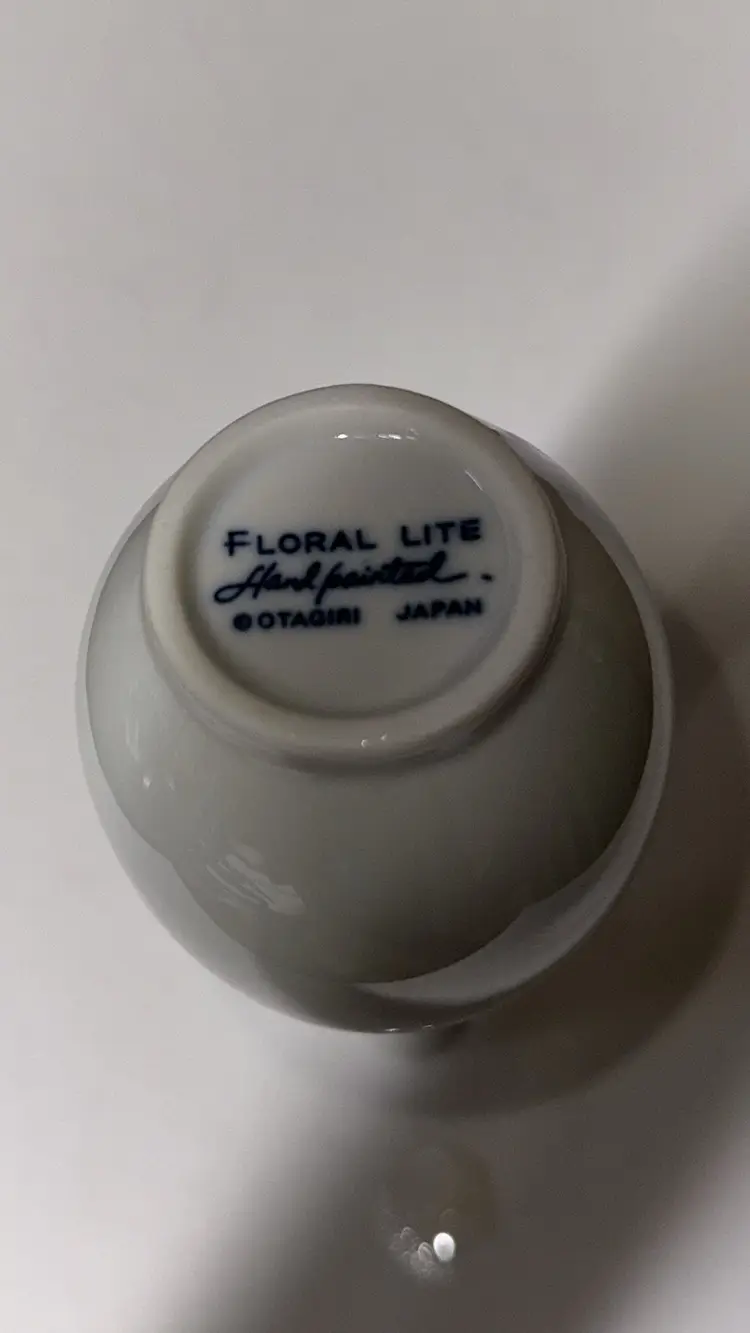 FLORAL LITE
Hand painted.
©OTAGIRI JAPAN